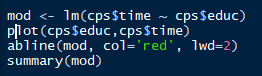 mod <- lm(cps$time ~ cps$educ)
plot(cps$educ,cps$time)
abline(mod, col='red', lwd=2)
summary(mod)